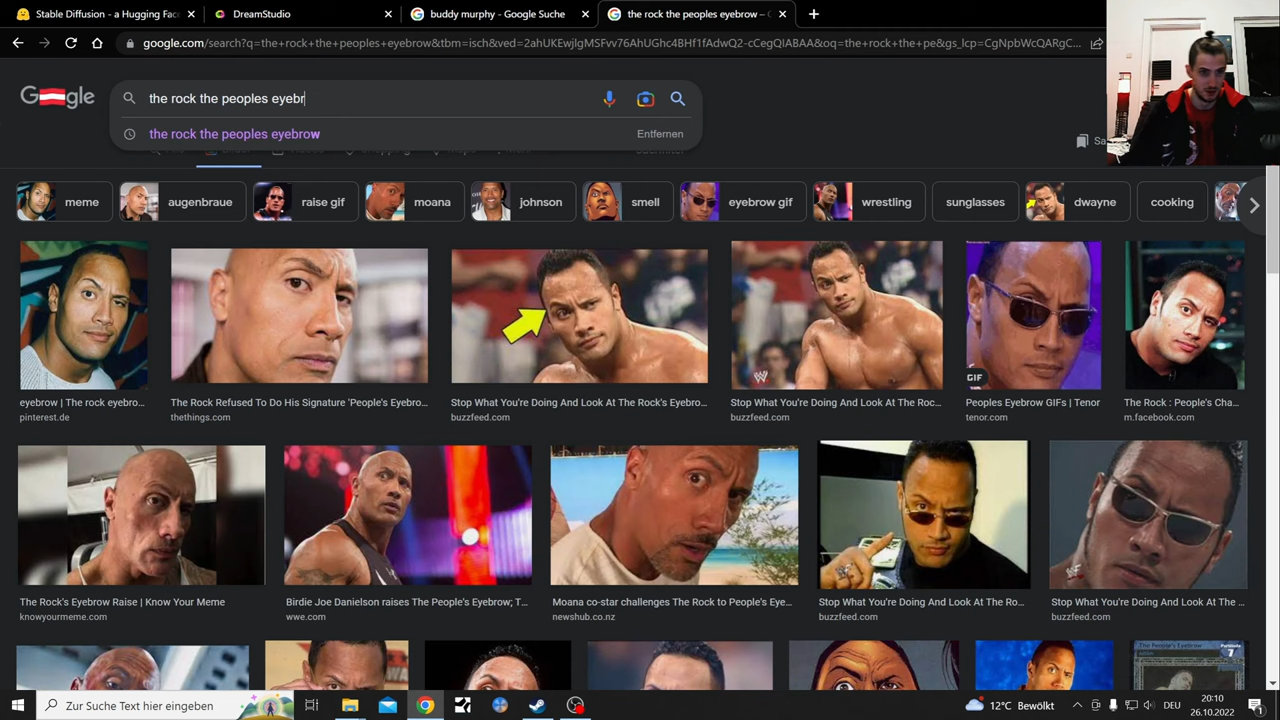 Stable Diffusion - a Hugging Fac
DreamStudio
buddy murphy - Google Suche
the rock the peoples eyebrow – G
google.com/search?q=the+rock+the+peoples+eyebrow&tbm=isch&ved=2ahUKEwjlgMSFvv76AhUGhc4BHf1fAdwQ2-cCegQIABAA&oq=the+rock+the+pe&gs_lcp=CgNpbWcQARgC...
the rock the peoples eyebr
the rock the peoples eyebrow
Entfernen
meme
augenbraue
raise gif
moana
johnson
smell
eyebrow gif
wrestling
sunglasses
dwayne
cooking
GIF
eyebrow | The rock eyebro...
The Rock Refused To Do His Signature 'People's Eyebro...
Stop What You're Doing And Look At The Rock's Eyebro...
Stop What You're Doing And Look At The Roc...
Peoples Eyebrow GIFs | Tenor
The Rock : People's Cha...
pinterest.de
thethings.com
buzzfeed.com
buzzfeed.com
tenor.com
m.facebook.com
The Rock's Eyebrow Raise | Know Your Meme
Birdie Joe Danielson raises The People's Eyebrow; T...
Moana co-star challenges The Rock to People's Eye...
Stop What You're Doing And Look At The Ro...
Stop What You're Doing And Look At The ...
knowyourmeme.com
wwe.com
newshub.co.nz
buzzfeed.com
buzzfeed.com
The People's Eyebrow
7
Zur Suche Text hier eingeben
12°C Bewölkt
DEU
20:10
26.10.2022
1